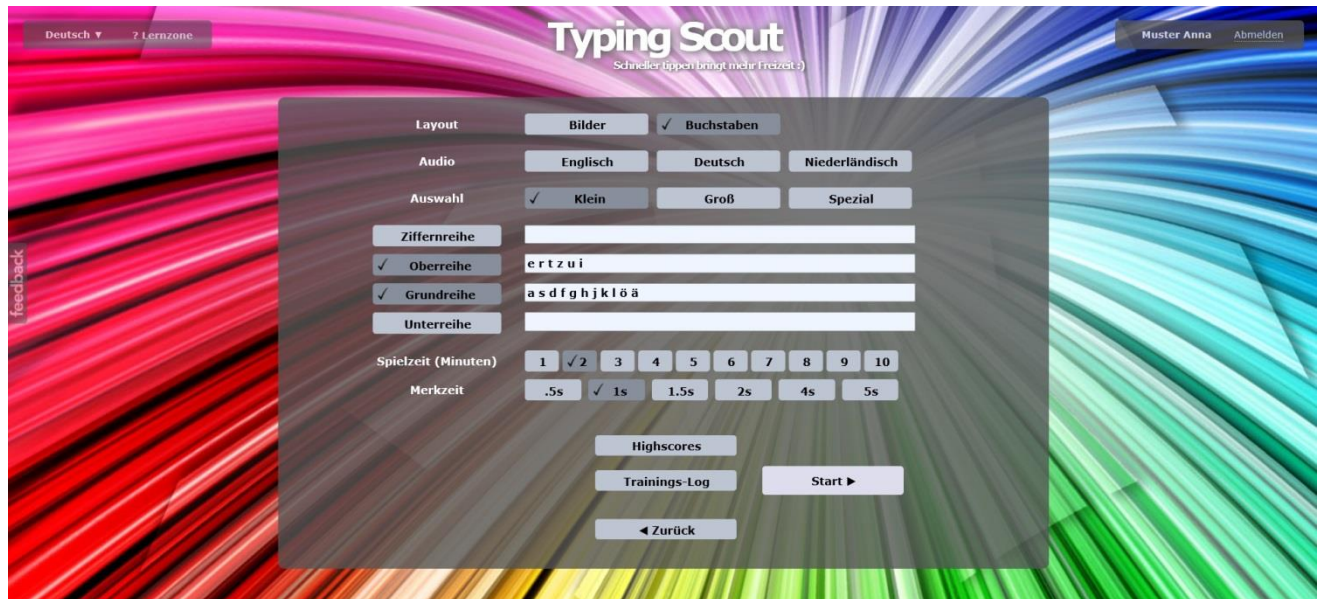 Deutsch ▼ ? Lernzone
Typing Scout
Schneller tippen bringt mehr Freizeit :)
Muster Anna Abmelden
Layout Bilder ✓ Buchstaben
Audio Englisch Deutsch Niederländisch
Auswahl ✓ Klein Groß Spezial
Ziffernreihe
✓ Oberreihe e r t z u i
✓ Grundreihe a s d f g h j k l ö ä
Unterreihe
Spielzeit (Minuten) 1 ✓ 2 3 4 5 6 7 8 9 10
Merkzeit .5s ✓ 1s 1.5s 2s 4s 5s
Highscores
Trainings-Log Start ►
◄ Zurück
feedback